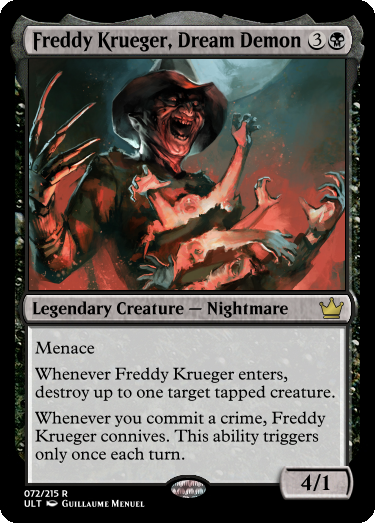 Freddy Krueger, Dream Demon 3
Legendary Creature — Nightmare
Menace
Whenever Freddy Krueger enters,
destroy up to one target tapped creature.
Whenever you commit a crime, Freddy
Krueger connives. This ability triggers
only once each turn.
4/1
072/215 R
ULT Guillaume Menuel